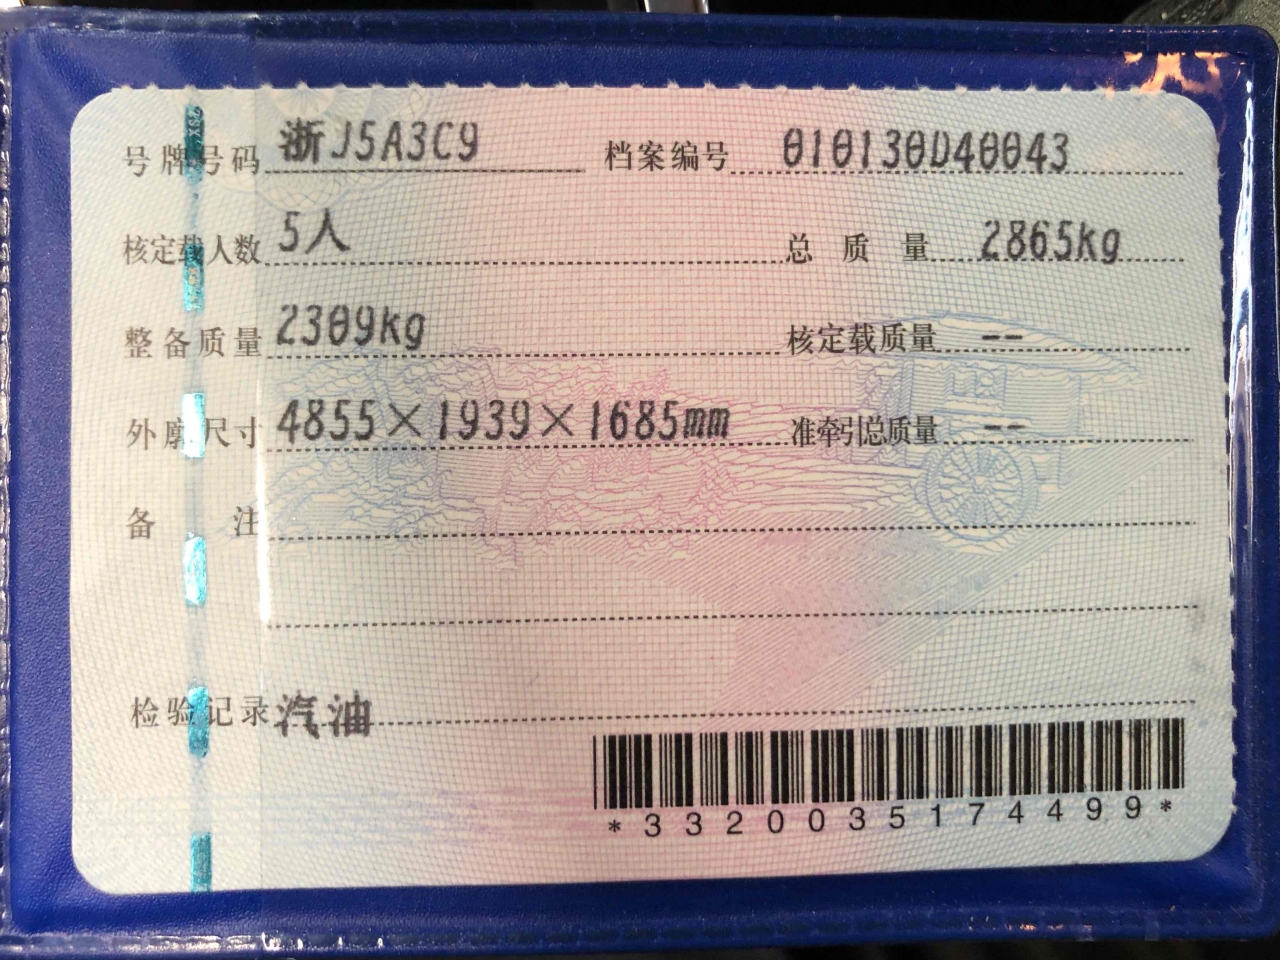 号牌号码 浙J5A3C9 档案编号 010130D40043
核定载人数 5人 总质量 2865kg
整备质量 2309kg 核定载质量 --
外廓尺寸 4855×1939×1685mm 准牵引总质量 --
备注
检验记录 汽油
*3320035174499*